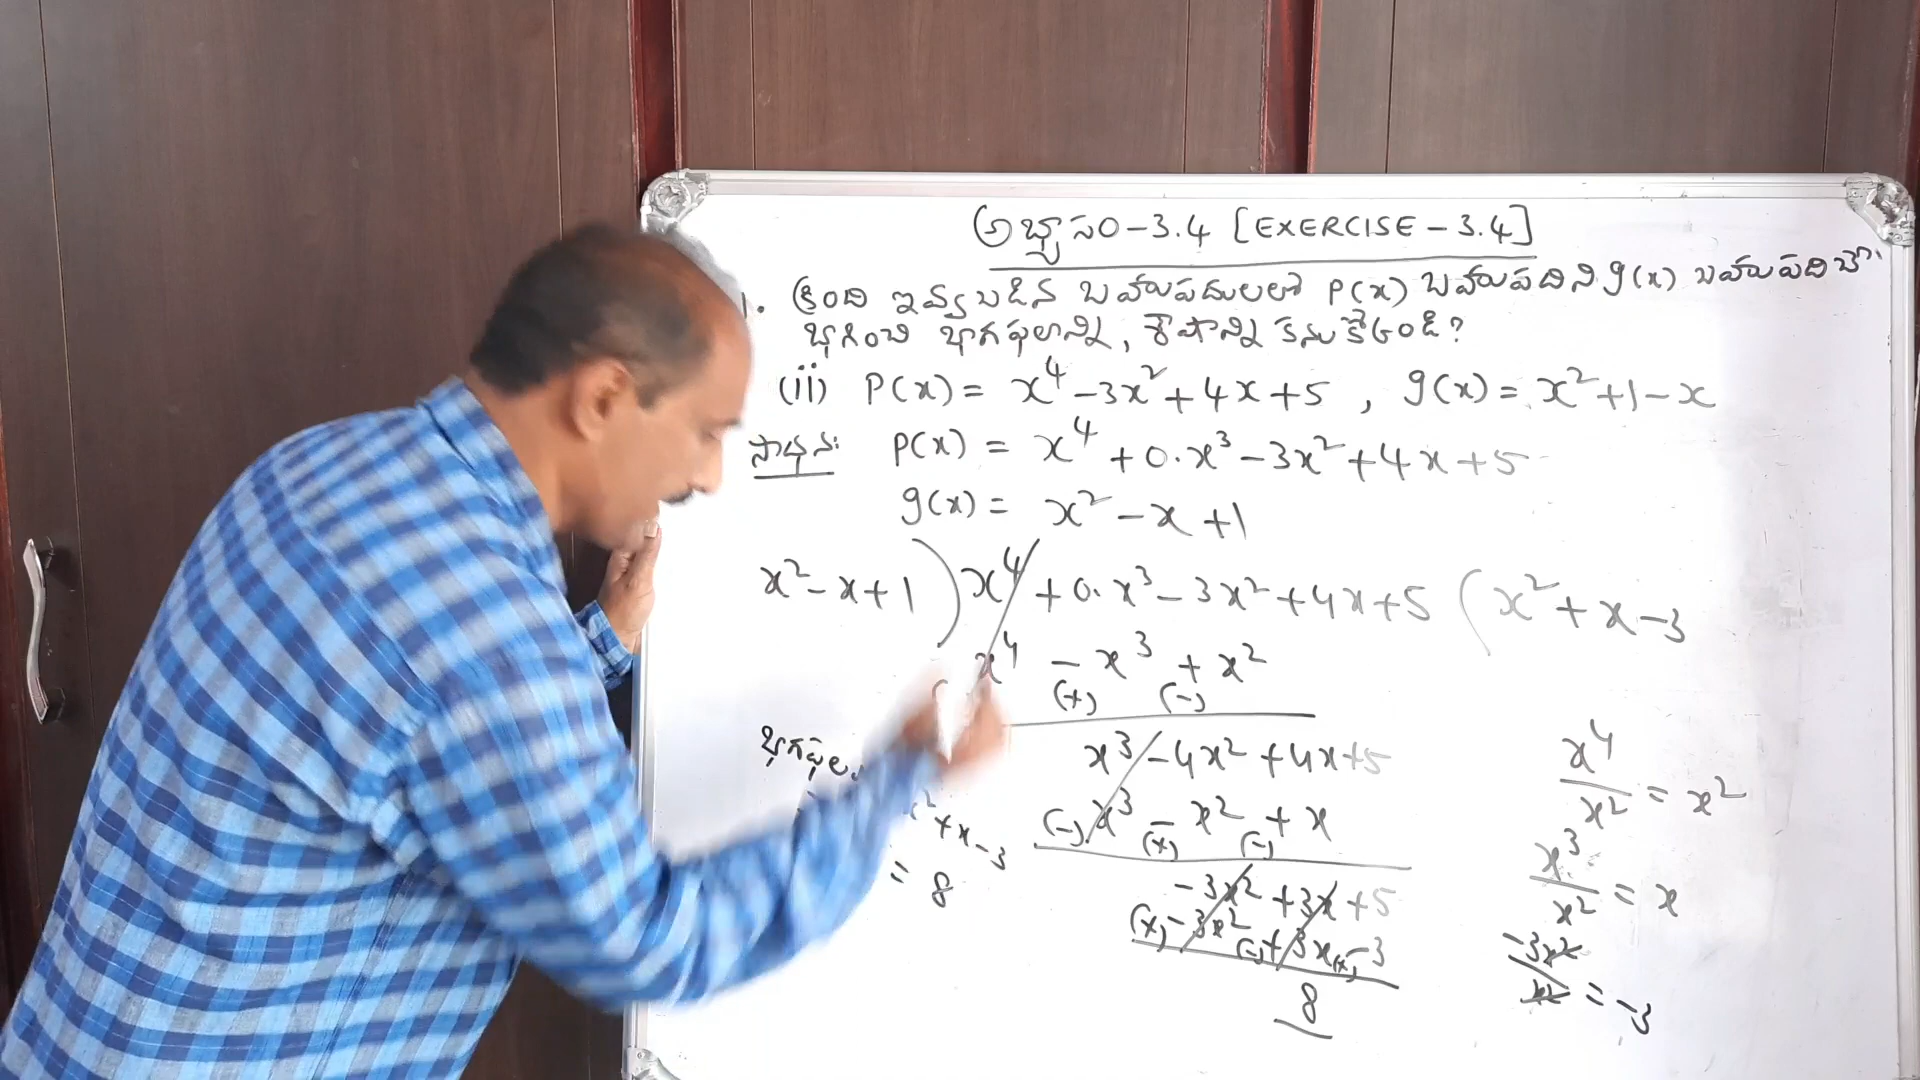 అభ్యాసం-3.4 [EXERCISE-3.4]
1. క్రింది ఇవ్వబడిన బహుపదులలో P(x) బహుపదిని g(x) బహుపదిచే
భాగించి భాగఫలాన్ని, శేషాన్ని కనుక్కోండి?
(ii) P(x) = x⁴ - 3x² + 4x + 5 , g(x) = x² + 1 - x
సాధన: P(x) = x⁴ + 0.x³ - 3x² + 4x + 5
g(x) = x² - x + 1
x² - x + 1 ) x⁴ + 0.x³ - 3x² + 4x + 5 ( x² + x - 3
x⁴ - x³ + x²
(+) (-)
x³ - 4x² + 4x + 5
(-) x³ - x² + x
(+) (-)
-3x² + 3x + 5
(+) -3x² (-) + 3x (+) - 3
8
భాగఫలం
x² + x - 3
= 8
x⁴/x² = x²
x³/x² = x
-3x²/x² = -3